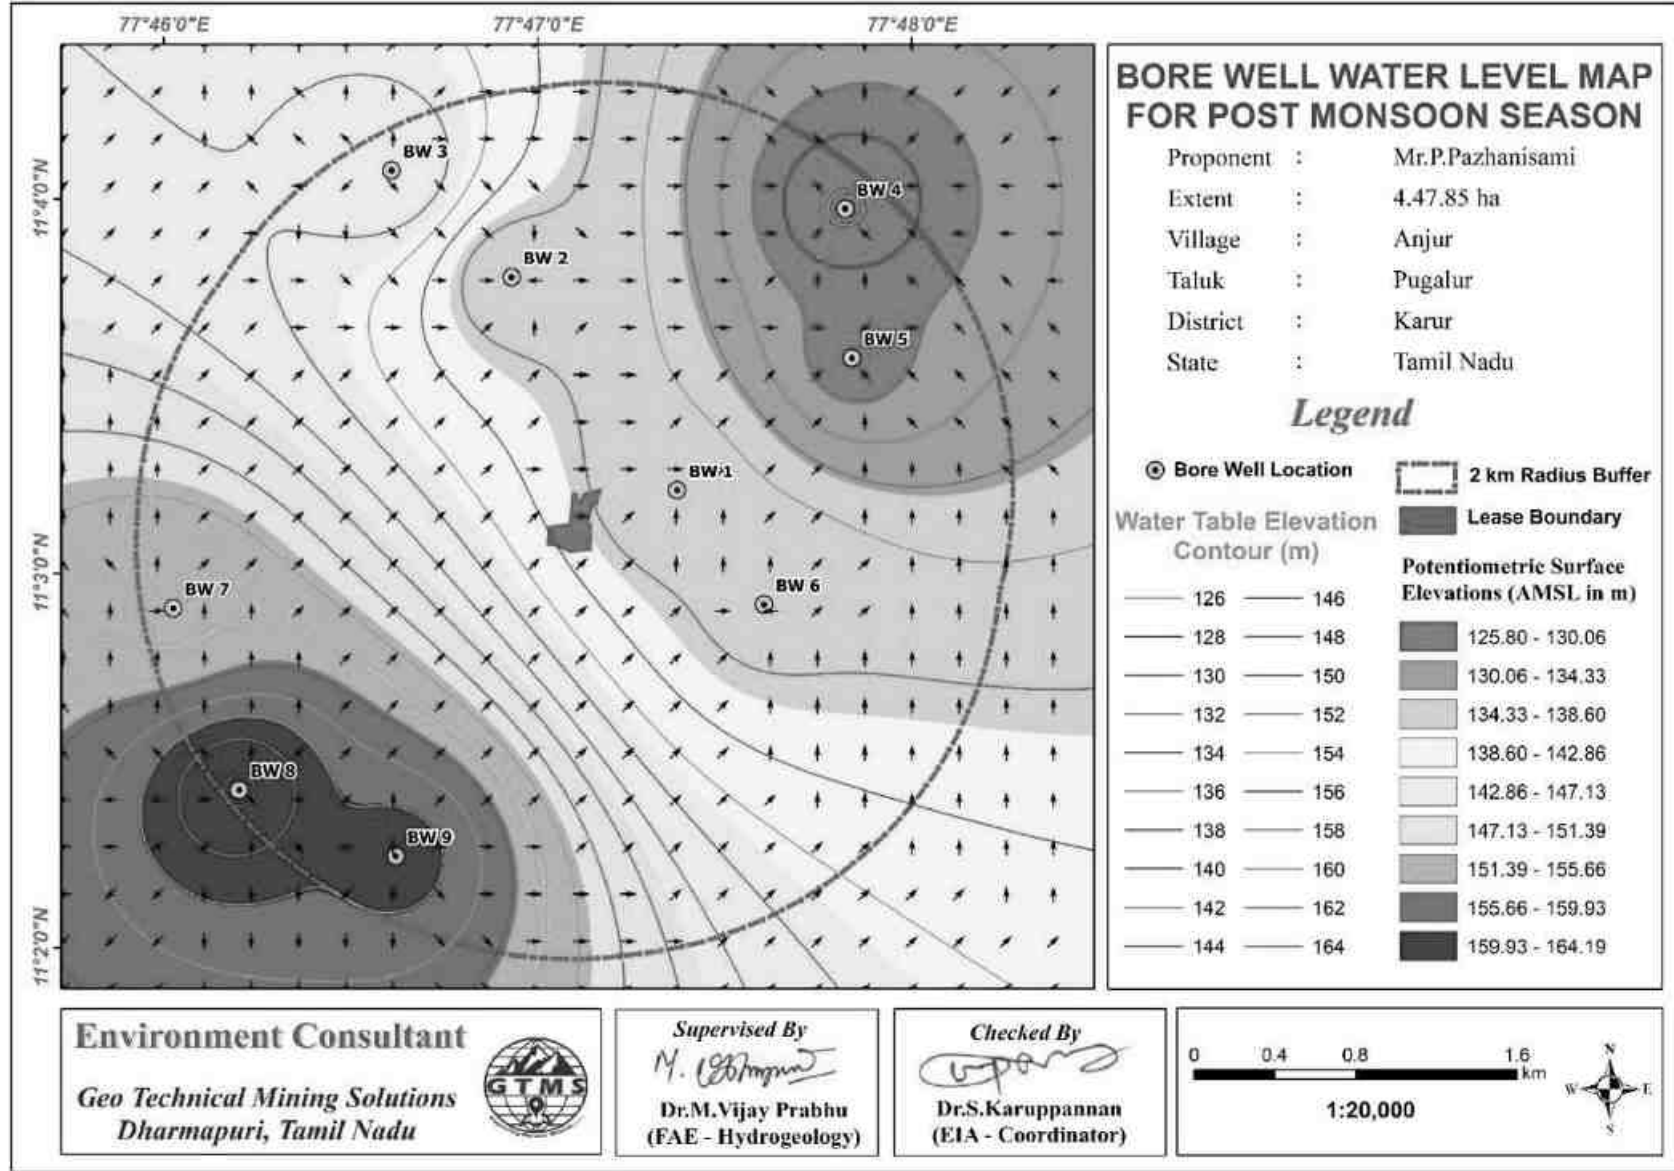 77°46'0"E
77°47'0"E
77°48'0"E
11°4'0"N
11°3'0"N
11°2'0"N
BW 3
BW 4
BW 2
BW 5
BW 1
BW 7
BW 6
BW 8
BW 9
BORE WELL WATER LEVEL MAP
FOR POST MONSOON SEASON
Proponent : Mr.P.Pazhanisami
Extent : 4.47.85 ha
Village : Anjur
Taluk : Pugalur
District : Karur
State : Tamil Nadu
Legend
Bore Well Location
2 km Radius Buffer
Lease Boundary
Water Table Elevation
Contour (m)
126 146
128 148
130 150
132 152
134 154
136 156
138 158
140 160
142 162
144 164
Potentiometric Surface
Elevations (AMSL in m)
125.80 - 130.06
130.06 - 134.33
134.33 - 138.60
138.60 - 142.86
142.86 - 147.13
147.13 - 151.39
151.39 - 155.66
155.66 - 159.93
159.93 - 164.19
Environment Consultant
Geo Technical Mining Solutions
Dharmapuri, Tamil Nadu
GTMS
Supervised By
Dr.M.Vijay Prabhu
(FAE - Hydrogeology)
Checked By
Dr.S.Karuppannan
(EIA - Coordinator)
0 0.4 0.8 1.6
km
1:20,000
N
W E
S